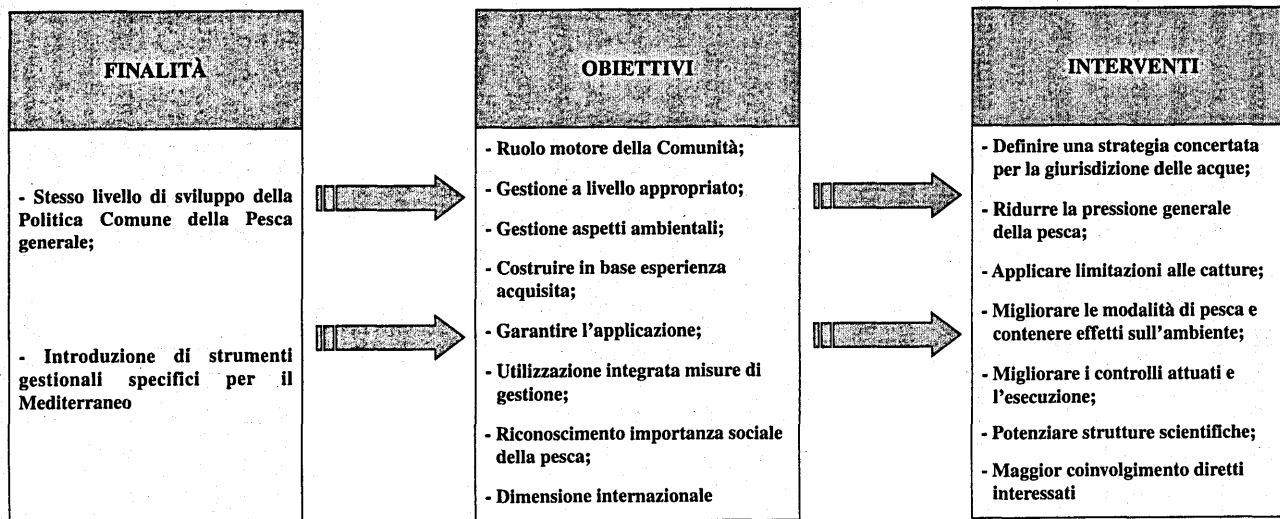 FINALITÀ
- Stesso livello di sviluppo della
Politica Comune della Pesca
generale;
- Introduzione di strumenti
gestionali specifici per il
Mediterraneo
OBIETTIVI
- Ruolo motore della Comunità;
- Gestione a livello appropriato;
- Gestione aspetti ambientali;
- Costruire in base esperienza
acquisita;
- Garantire l'applicazione;
- Utilizzazione integrata misure di
gestione;
- Riconoscimento importanza sociale
della pesca;
- Dimensione internazionale
INTERVENTI
- Definire una strategia concertata
per la giurisdizione delle acque;
- Ridurre la pressione generale
della pesca;
- Applicare limitazioni alle catture;
- Migliorare le modalità di pesca e
contenere effetti sull'ambiente;
- Migliorare i controlli attuati e
l'esecuzione;
- Potenziare strutture scientifiche;
- Maggior coinvolgimento diretti
interessati